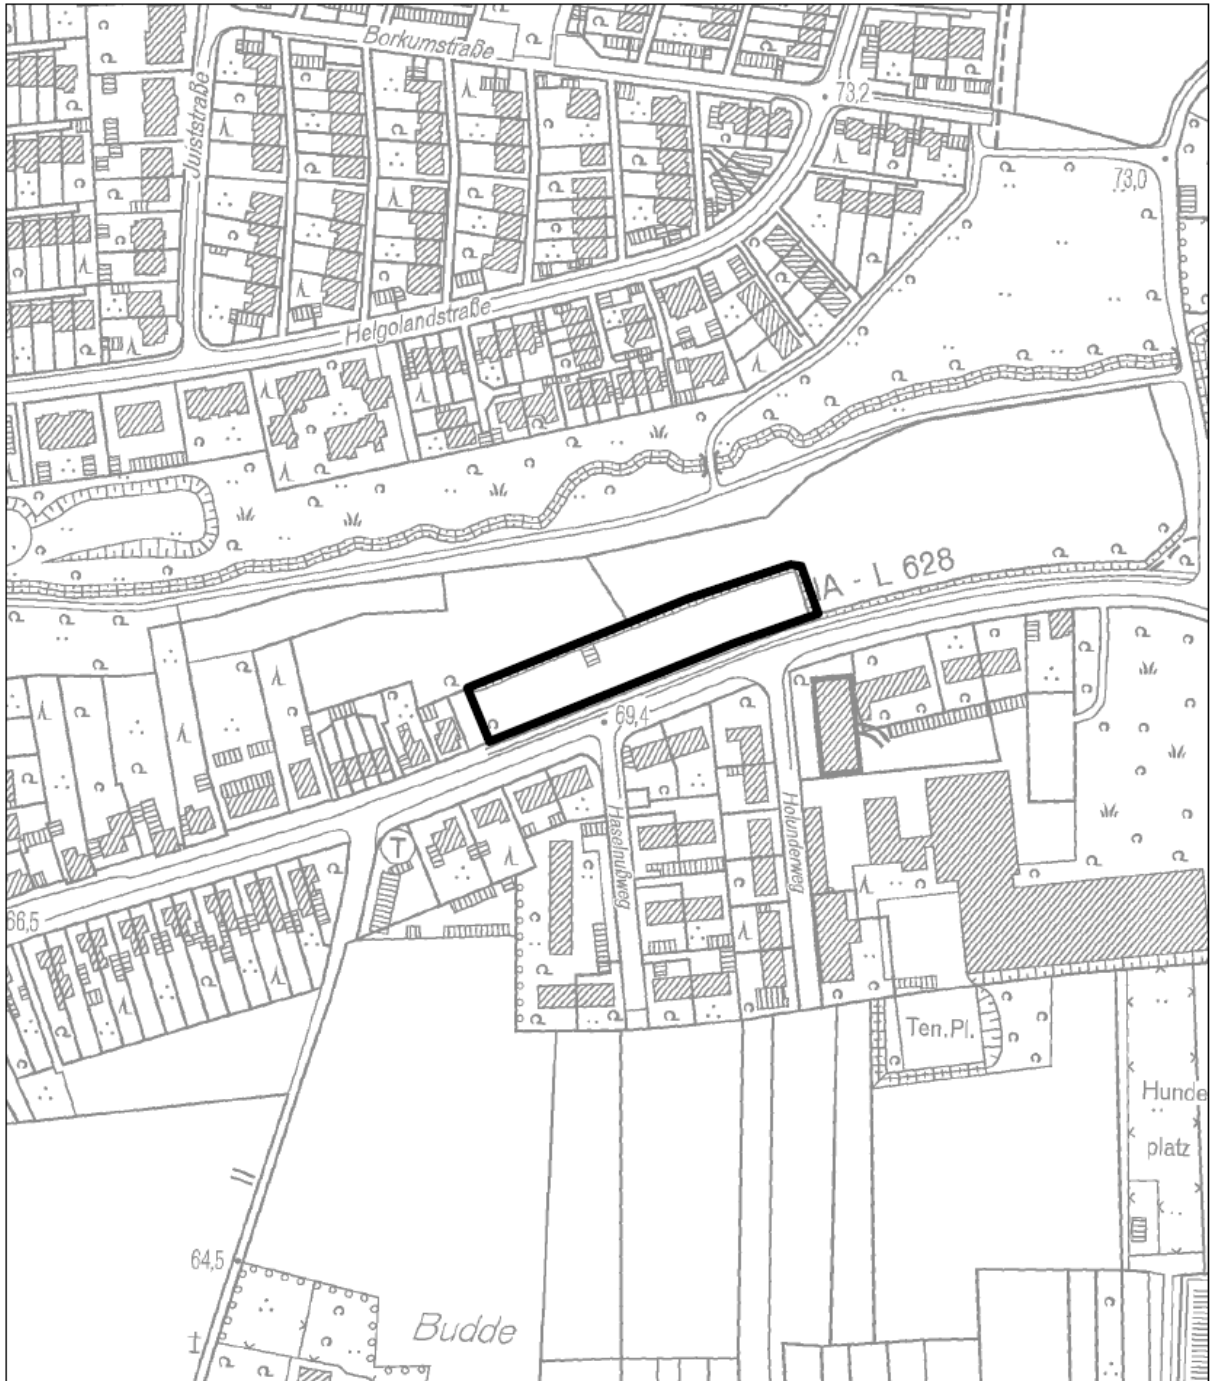 Borkumstraße
Juiststraße
73,2
73,0
Helgolandstraße
A - L 628
69,4
Haselnußweg
Holunderweg
T
66,5
Ten.Pl.
Hunde
platz
64,5
Budde